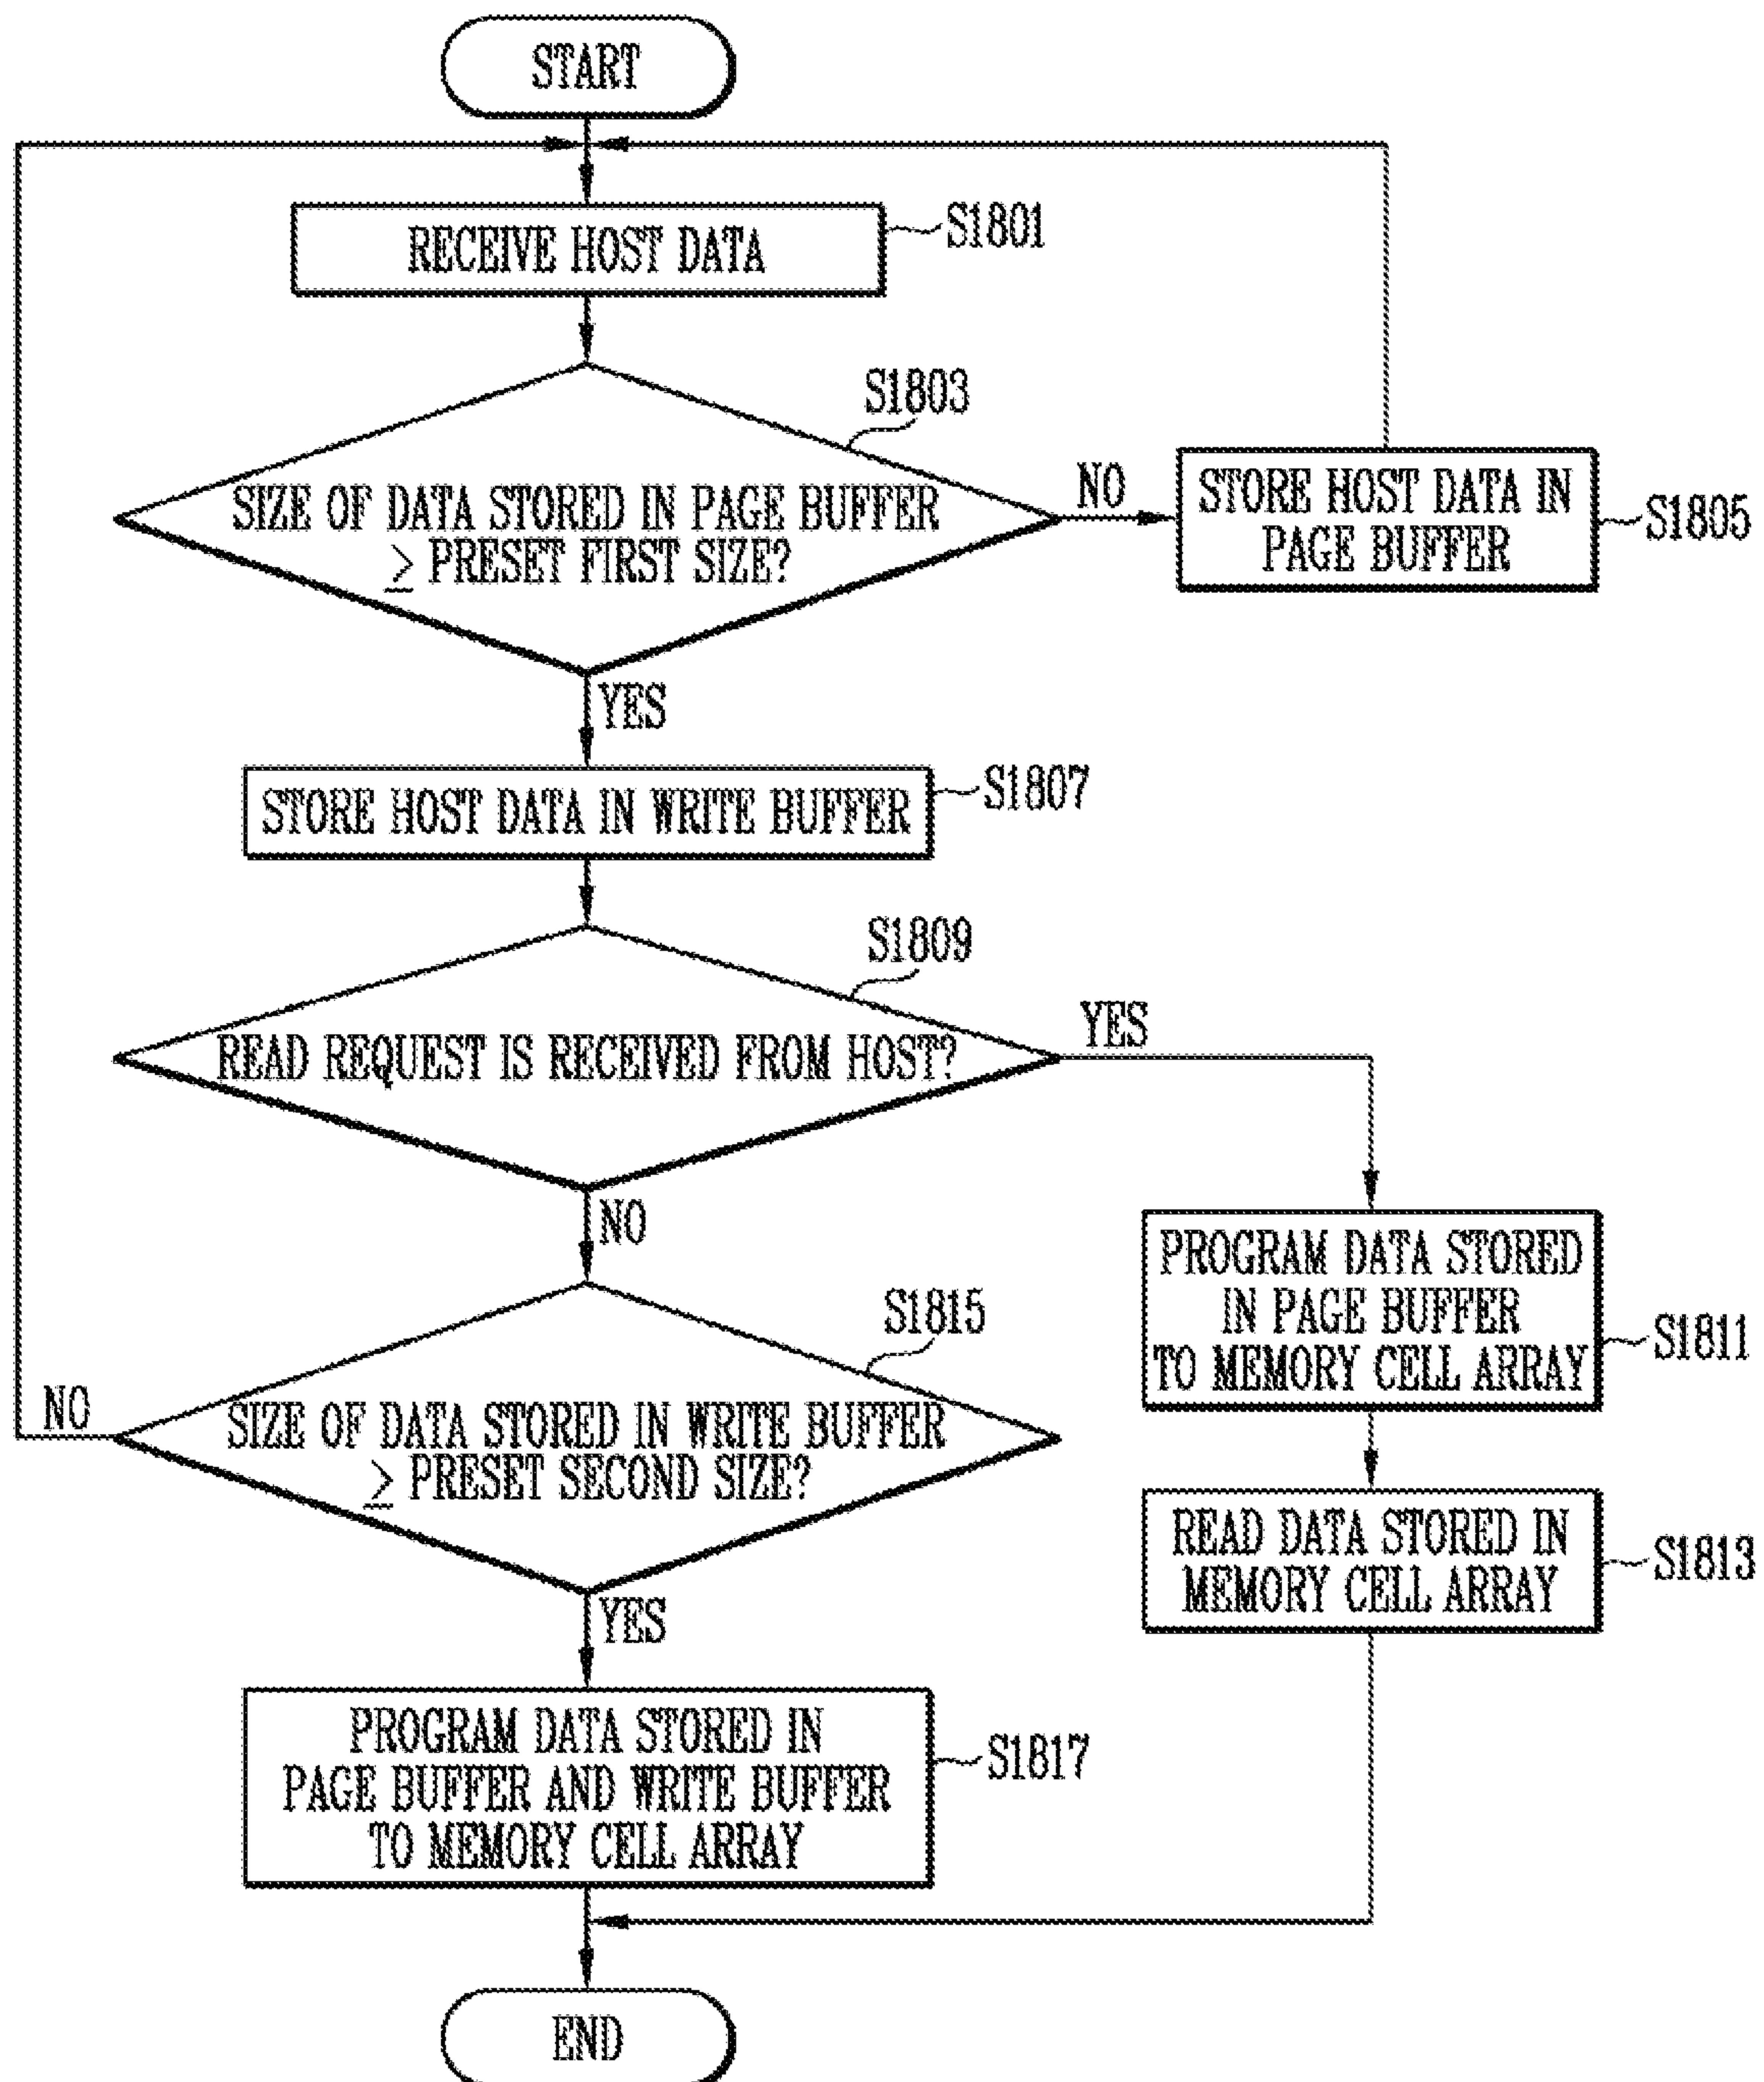 START
RECEIVE HOST DATA
S1801
S1803
SIZE OF DATA STORED IN PAGE BUFFER
≥ PRESET FIRST SIZE?
NO
STORE HOST DATA IN
PAGE BUFFER
S1805
YES
STORE HOST DATA IN WRITE BUFFER
S1807
S1809
READ REQUEST IS RECEIVED FROM HOST?
YES
NO
PROGRAM DATA STORED
IN PAGE BUFFER
TO MEMORY CELL ARRAY
S1811
S1815
SIZE OF DATA STORED IN WRITE BUFFER
≥ PRESET SECOND SIZE?
NO
READ DATA STORED IN
MEMORY CELL ARRAY
S1813
YES
PROGRAM DATA STORED IN
PAGE BUFFER AND WRITE BUFFER
TO MEMORY CELL ARRAY
S1817
END